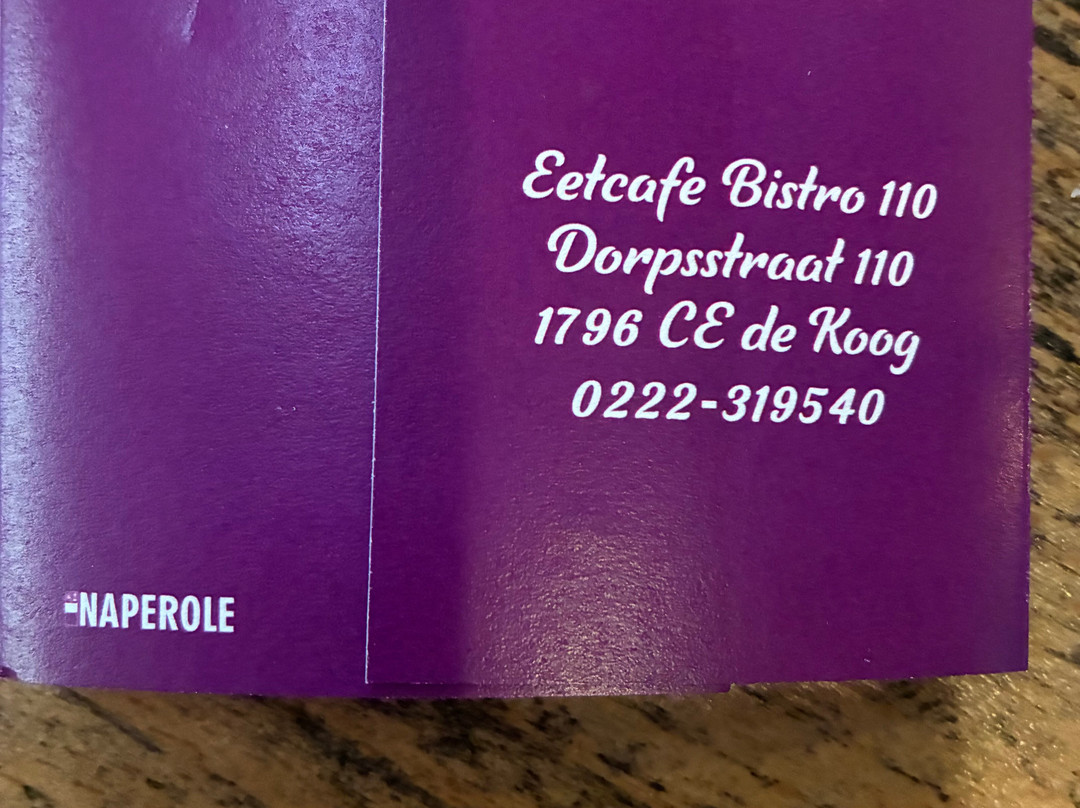 Eetcafe Bistro 110
Dorpsstraat 110
1796 CE de Koog
0222-319540
NAPEROLE